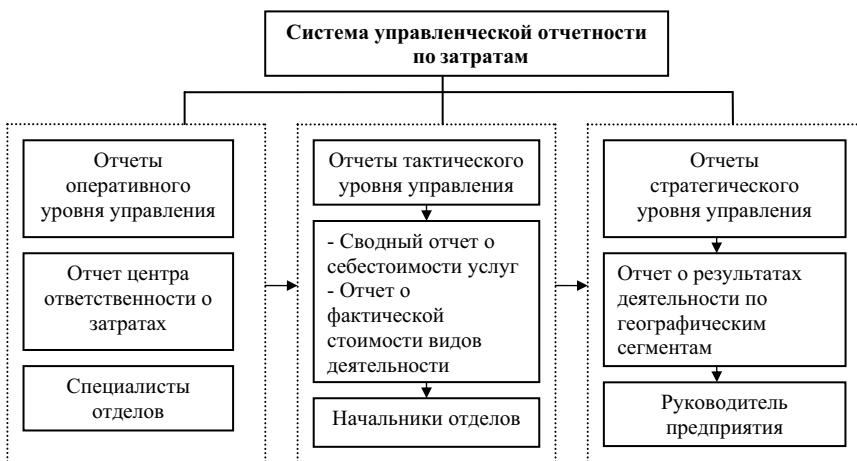 Система управленческой отчетности
по затратам
Отчеты
оперативного
уровня управления
Отчет центра
ответственности о
затратах
Специалисты
отделов
Отчеты тактического
уровня управления
- Сводный отчет о
себестоимости услуг
- Отчет о
фактической
стоимости видов
деятельности
Начальники отделов
Отчеты
стратегического
уровня управления
Отчет о результатах
деятельности по
географическим
сегментам
Руководитель
предприятия